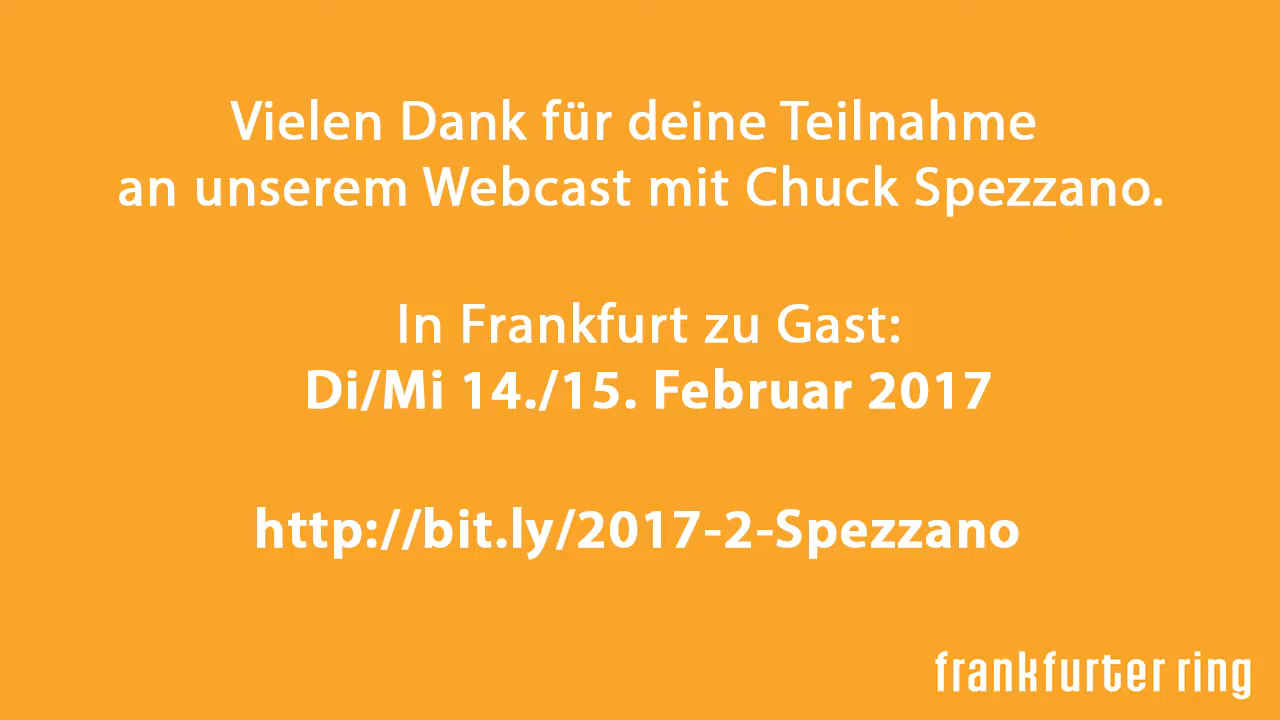 Vielen Dank für deine Teilnahme
an unserem Webcast mit Chuck Spezzano.
In Frankfurt zu Gast:
Di/Mi 14./15. Februar 2017
http://bit.ly/2017-2-Spezzano
frankfurter ring